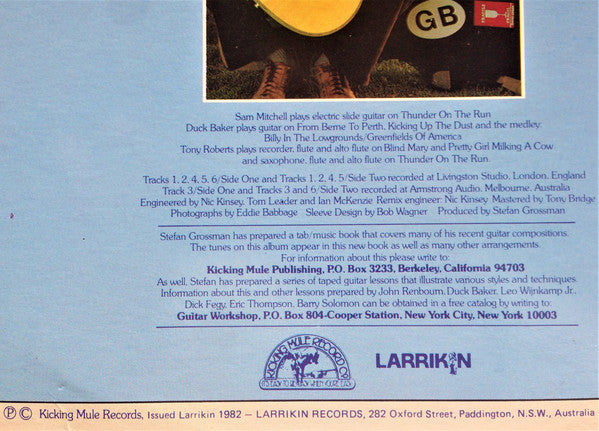 GB
Sam Mitchell plays electric slide guitar on Thunder On The Run
Duck Baker plays guitar on From Berne To Perth, Kicking Up The Dust and the medley:
Billy In The Lowgrounds/Greenfields Of America
Tony Roberts plays recorder, flute and alto flute on Blind Mary and Pretty Girl Milking A Cow
and saxophone, flute and alto flute on Thunder On The Run.
Tracks 1, 2, 4, 5, 6/Side One and Tracks 1, 2, 4, 5/Side Two recorded at Livingston Studio, London, England
Track 3/Side One and Tracks 3 and 6/Side Two recorded at Armstrong Audio, Melbourne, Australia
Engineered by Nic Kinsey, Tom Leader and Ian McKenzie Remix engineer: Nic Kinsey Mastered by Tony Bridge
Photographs by Eddie Babbage Sleeve Design by Bob Wagner Produced by Stefan Grossman
Stefan Grossman has prepared a tab/music book that covers many of his recent guitar compositions.
The tunes on this album appear in this new book as well as many other arrangements.
For information about this please write to:
Kicking Mule Publishing, P.O. Box 3233, Berkeley, California 94703
As well, Stefan has prepared a series of taped guitar lessons that illustrate various styles and techniques.
Information about this and other lessons prepared by John Renbourn, Duck Baker, Leo Wijnkamp Jr.,
Dick Fegy, Eric Thompson, Barry Solomon can be obtained in a free catalog by writing to:
Guitar Workshop, P.O. Box 804-Cooper Station, New York City, New York 10003
KICKING MULE RECORD CO.
IT'S EASY TO BE EASY WHEN YOU'RE EASY
LARRIKIN
℗ © Kicking Mule Records, Issued Larrikin 1982 – LARRIKIN RECORDS, 282 Oxford Street, Paddington, N.S.W., Australia